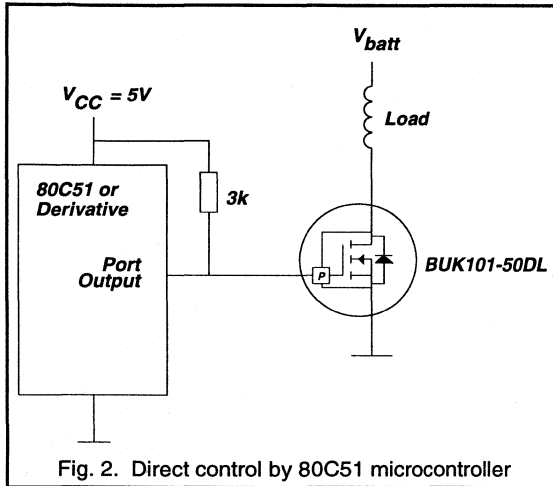 V_batt
V_CC = 5V
Load
80C51 or
Derivative
3k
Port
Output
P
BUK101-50DL
Fig. 2. Direct control by 80C51 microcontroller